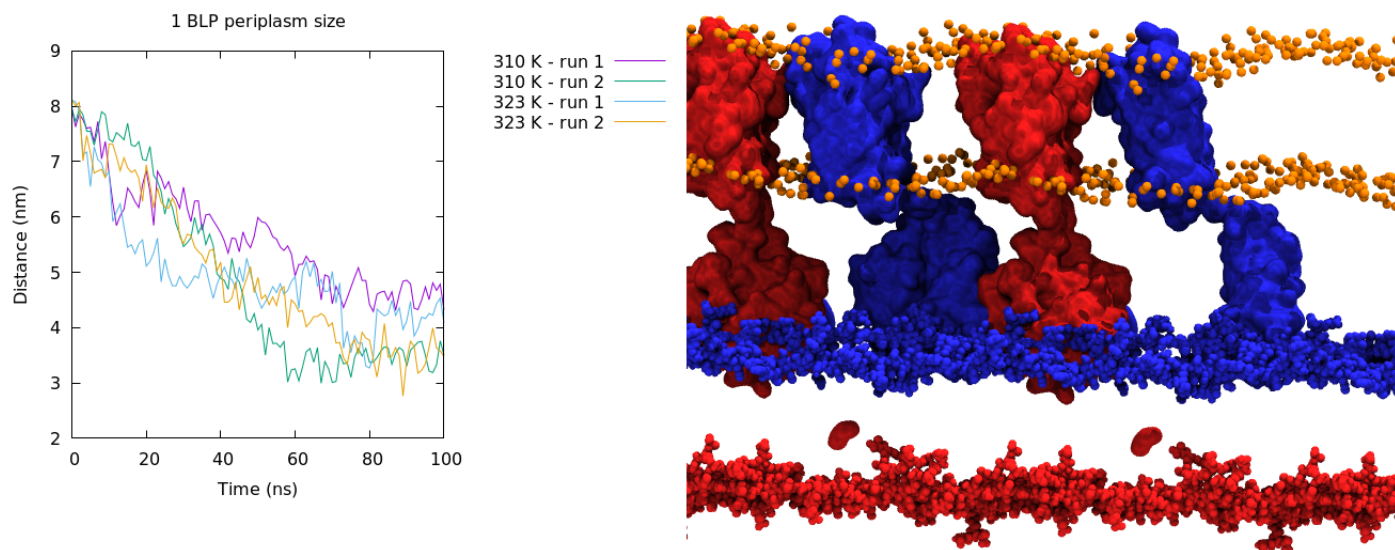 1 BLP periplasm size
9
8
7
6
5
4
3
2
Distance (nm)
0
20
40
60
80
100
Time (ns)
310 K - run 1
310 K - run 2
323 K - run 1
323 K - run 2